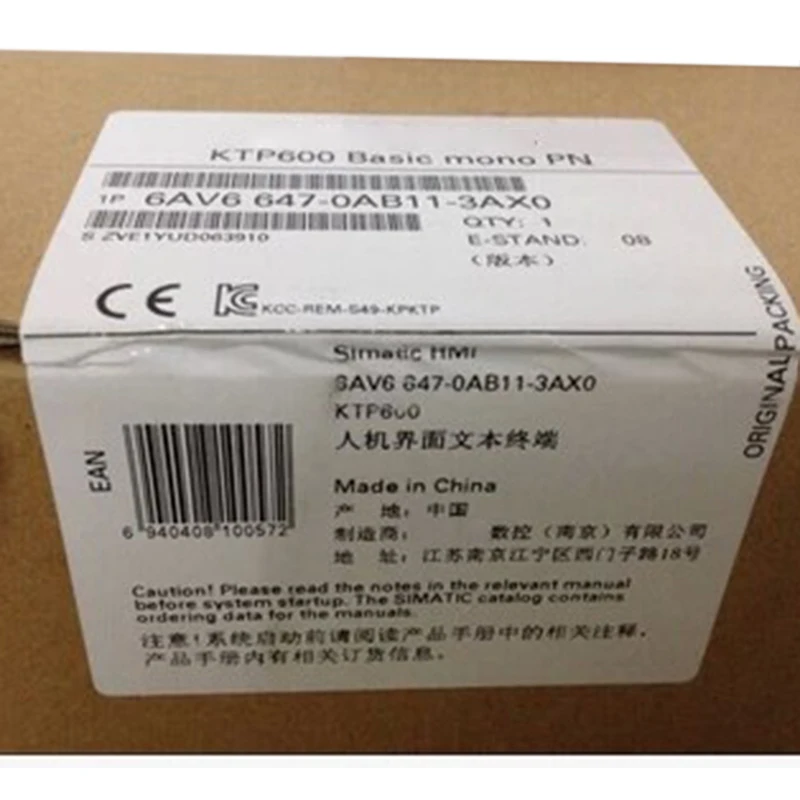 KTP600 Basic mono PN
1P 6AV6 647-0AB11-3AX0
QTY: 1
S ZVE1YUD063910
E-STAND: 08
(版本)
CE KC KCC-REM-S49-KPKTP
ORIGINAL PACKING
Simatic HMI
6AV6 647-0AB11-3AX0
KTP600
人机界面文本终端
EAN
6 940408 100572
Made in China
产 地: 中国
制造商: 数控(南京)有限公司
地 址: 江苏南京江宁区西门子路18号
Caution! Please read the notes in the relevant manual
before system startup. The SIMATIC catalog contains
ordering data for the manuals.
注意!系统启动前请阅读产品手册中的相关注释,
产品手册内有相关订货信息.